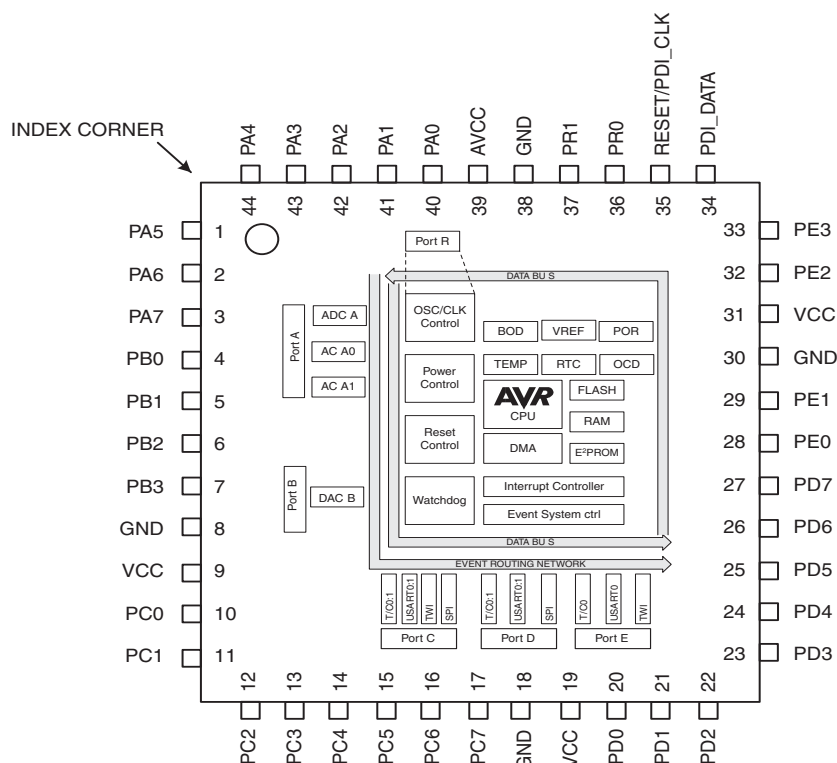 INDEX CORNER
PA4
PA3
PA2
PA1
PA0
AVCC
GND
PR1
PR0
RESET/PDI_CLK
PDI_DATA
44
43
42
41
40
39
38
37
36
35
34
PA5 1
PA6 2
PA7 3
PB0 4
PB1 5
PB2 6
PB3 7
GND 8
VCC 9
PC0 10
PC1 11
33 PE3
32 PE2
31 VCC
30 GND
29 PE1
28 PE0
27 PD7
26 PD6
25 PD5
24 PD4
23 PD3
Port R
DATA BU S
OSC/CLK
Control
BOD
VREF
POR
Port A
ADC A
AC A0
AC A1
Power
Control
TEMP
RTC
OCD
AVR
CPU
FLASH
RAM
Reset
Control
DMA
E²PROM
Port B
DAC B
Watchdog
Interrupt Controller
Event System ctrl
DATA BU S
EVENT ROUTING NETWORK
T/C0:1
USART0:1
TWI
SPI
T/C0:1
USART0:1
SPI
T/C0
USART0
TWI
Port C
Port D
Port E
12
13
14
15
16
17
18
19
20
21
22
PC2
PC3
PC4
PC5
PC6
PC7
GND
VCC
PD0
PD1
PD2